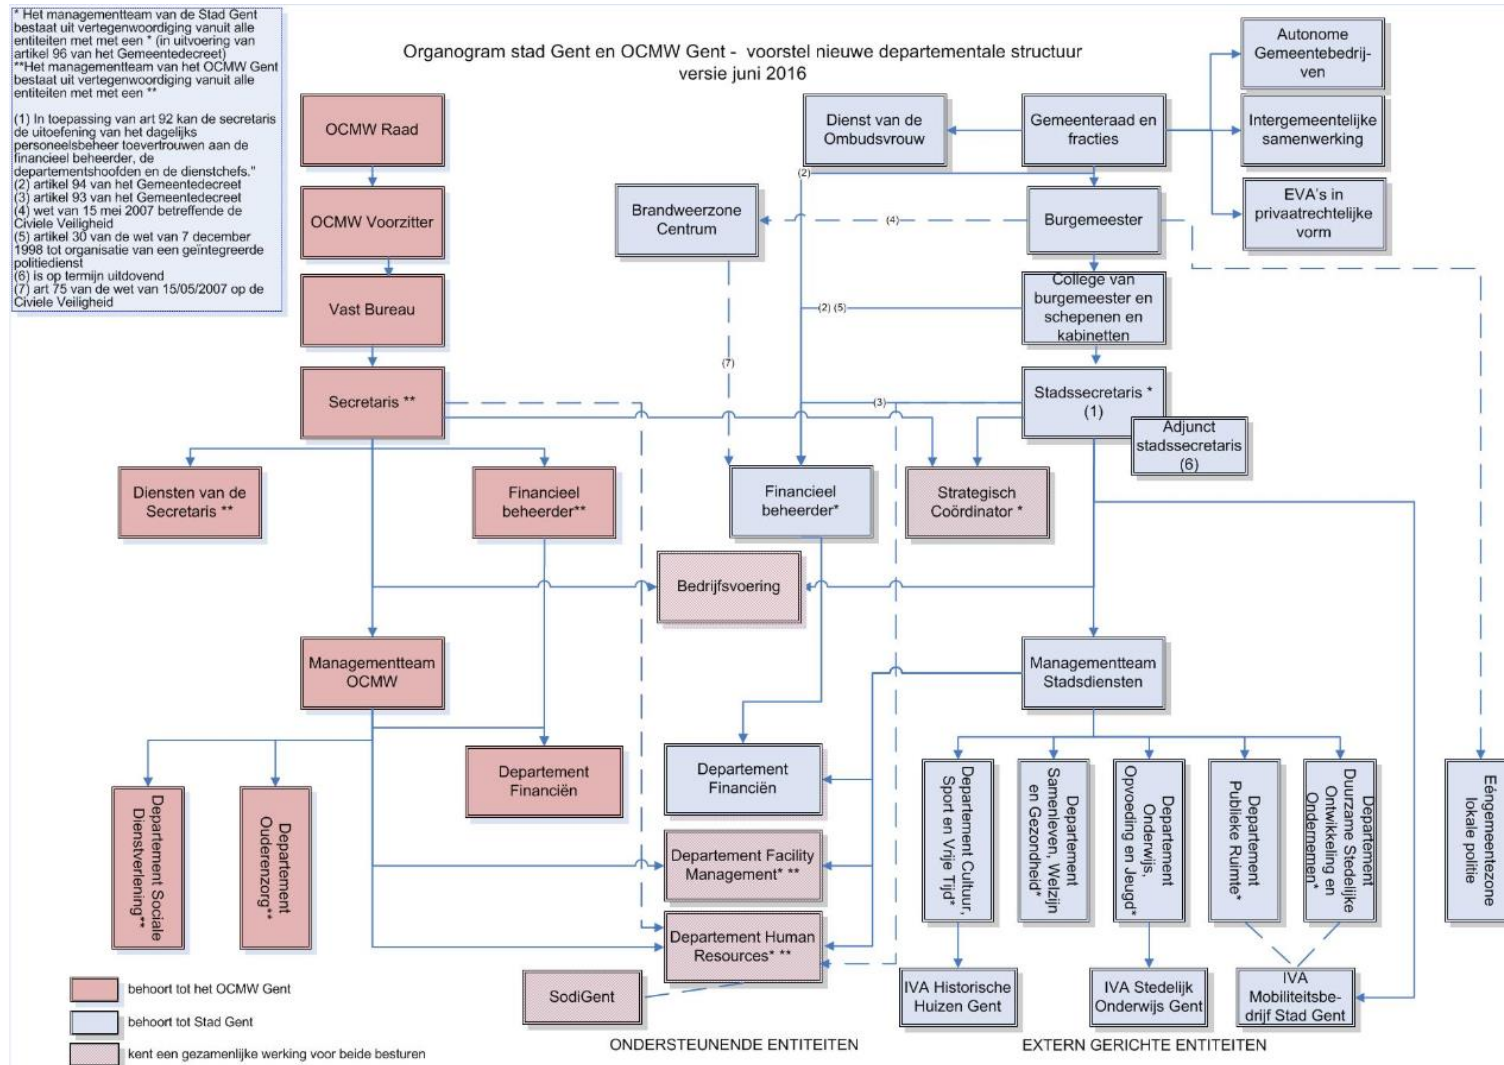 * Het managementteam van de Stad Gent
bestaat uit vertegenwoordiging vanuit alle
entiteiten met met een * (in uitvoering van
artikel 96 van het Gemeentedecreet)
**Het managementteam van het OCMW Gent
bestaat uit vertegenwoordiging vanuit alle
entiteiten met met een **
(1) In toepassing van art 92 kan de secretaris
de uitoefening van het dagelijks
personeelsbeheer toevertrouwen aan de
financieel beheerder, de
departementshoofden en de dienstchefs."
(2) artikel 94 van het Gemeentedecreet
(3) artikel 93 van het Gemeentedecreet
(4) wet van 15 mei 2007 betreffende de
Civiele Veiligheid
(5) artikel 30 van de wet van 7 december
1998 tot organisatie van een geïntegreerde
politiedienst
(6) is op termijn uitdovend
(7) art 75 van de wet van 15/05/2007 op de
Civiele Veiligheid
Organogram stad Gent en OCMW Gent - voorstel nieuwe departementale structuur
versie juni 2016
Autonome
Gemeentebedrij-
ven
OCMW Raad
Dienst van de
Ombudsvrouw
Gemeenteraad en
fracties
Intergemeentelijke
samenwerking
(2)
OCMW Voorzitter
Brandweerzone
Centrum
(4)
Burgemeester
EVA's in
privaatrechtelijke
vorm
Vast Bureau
(2) (5)
College van
burgemeester en
schepenen en
kabinetten
(7)
Secretaris **
(3)
Stadssecretaris *
(1)
Adjunct
stadssecretaris
(6)
Diensten van de
Secretaris **
Financieel
beheerder**
Financieel
beheerder*
Strategisch
Coördinator *
Bedrijfsvoering
Managementteam
OCMW
Managementteam
Stadsdiensten
Departement
Financiën
Departement
Financiën
Departement Sociale
Dienstverlening**
Departement
Ouderenzorg**
Departement Facility
Management* **
Departement Human
Resources* **
SodiGent
Departement Cultuur,
Sport en Vrije Tijd*
Departement
Samenleven, Welzijn
en Gezondheid*
Departement
Onderwijs,
Opvoeding en Jeugd*
Departement
Publieke Ruimte*
Departement
Duurzame Stedelijke
Ontwikkeling en
Ondernemen*
Eéngemeentezone
lokale politie
IVA Historische
Huizen Gent
IVA Stedelijk
Onderwijs Gent
IVA
Mobiliteitsbe-
drijf Stad Gent
behoort tot het OCMW Gent
behoort tot Stad Gent
kent een gezamenlijke werking voor beide besturen
ONDERSTEUNENDE ENTITEITEN
EXTERN GERICHTE ENTITEITEN